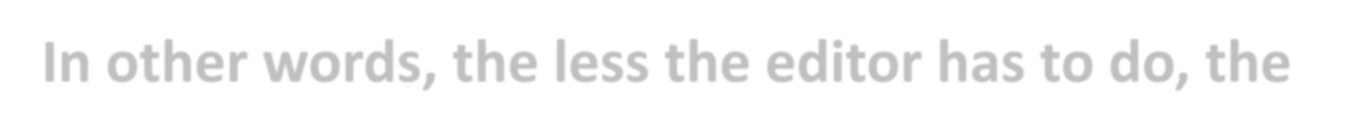 In other words, the less the editor has to do, the